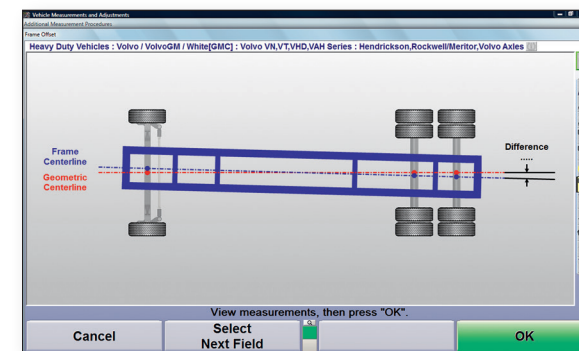 Vehicle Measurements and Adjustments
Additional Measurement Procedures
Frame Offset
Heavy Duty Vehicles : Volvo / VolvoGM / White[GMC] : Volvo VN,VT,VHD,VAH Series : Hendrickson,Rockwell/Meritor,Volvo Axles
Frame
Centerline
Geometric
Centerline
Difference
.....
View measurements, then press "OK".
Cancel
Select
Next Field
OK